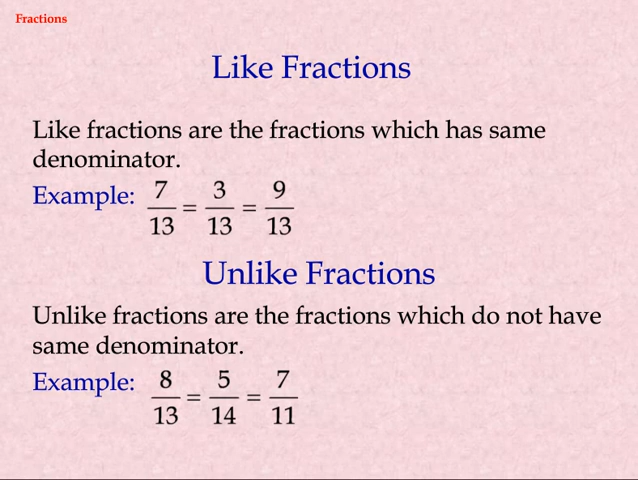 Fractions
Like Fractions
Like fractions are the fractions which has same
denominator.
Example: 7/13 = 3/13 = 9/13
Unlike Fractions
Unlike fractions are the fractions which do not have
same denominator.
Example: 8/13 = 5/14 = 7/11